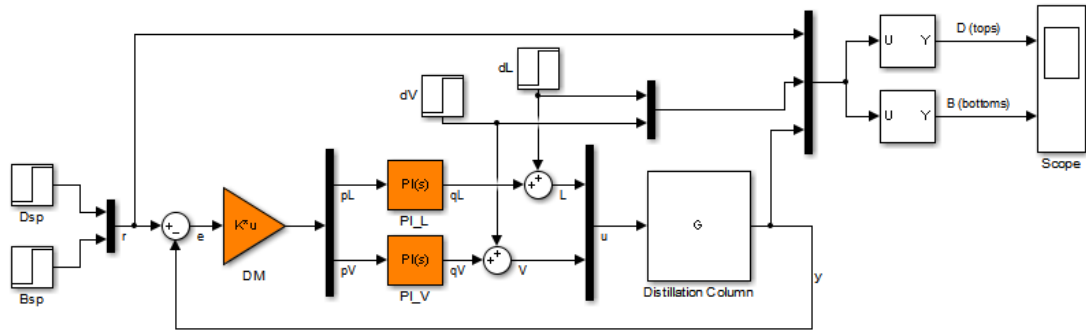 D (tops)
U Y
dL
dV
B (bottoms)
U Y
Scope
Dsp
+
−
r
e
K*u
DM
pL
PI(s)
PI_L
qL
+
+
L
pV
PI(s)
PI_V
qV
+
+
V
u
G
Distillation Column
y
Bsp